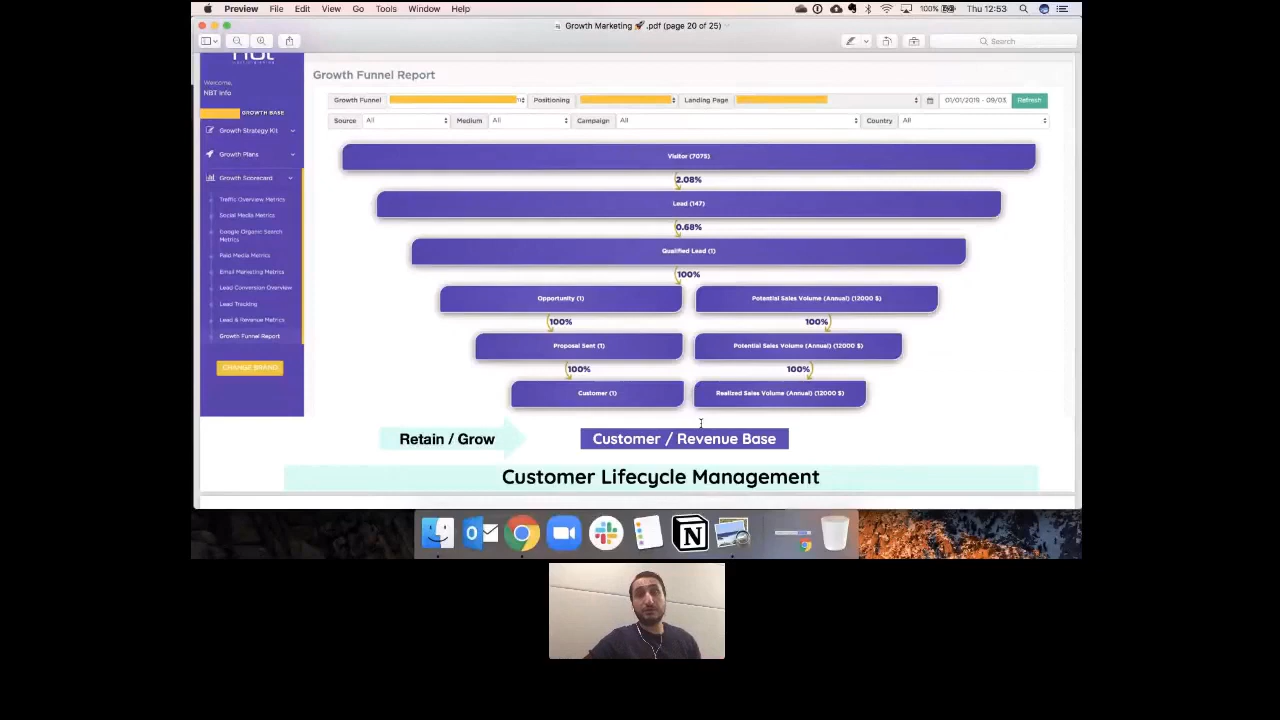 Preview File Edit View Go Tools Window Help 100% Thu 12:53
Growth Marketing 🚀.pdf (page 20 of 25)
Search
Welcome,
NBT Info
GROWTH BASE
Growth Strategy Kit
Growth Plans
Growth Scorecard
Traffic Overview Metrics
Social Media Metrics
Google Organic Search
Metrics
Paid Media Metrics
Email Marketing Metrics
Lead Conversion Overview
Lead Tracking
Lead & Revenue Metrics
Growth Funnel Report
CHANGE BRAND
Growth Funnel Report
Growth Funnel Positioning Landing Page 01/01/2019 - 09/03 Refresh
Source All Medium All Campaign All Country All
Visitor (7075)
2.08%
Lead (147)
0.68%
Qualified Lead (1)
100%
Opportunity (1) Potential Sales Volume (Annual) (12000 $)
100% 100%
Proposal Sent (1) Potential Sales Volume (Annual) (12000 $)
100% 100%
Customer (1) Realized Sales Volume (Annual) (12000 $)
Retain / Grow Customer / Revenue Base
Customer Lifecycle Management